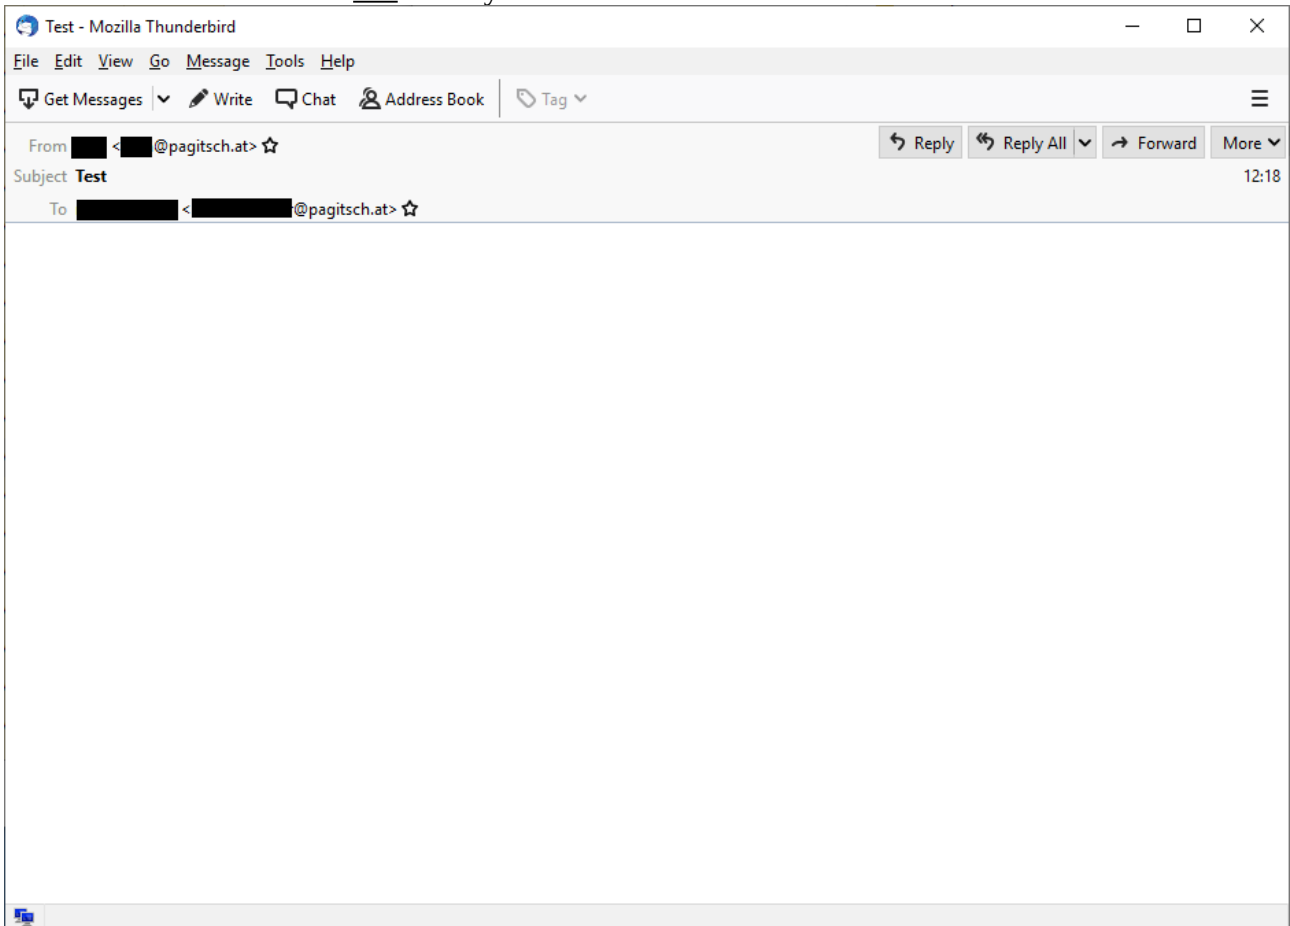 Test - Mozilla Thunderbird
File Edit View Go Message Tools Help
Get Messages Write Chat Address Book Tag
From < @pagitsch.at> Reply Reply All Forward More
Subject Test 12:18
To < @pagitsch.at>